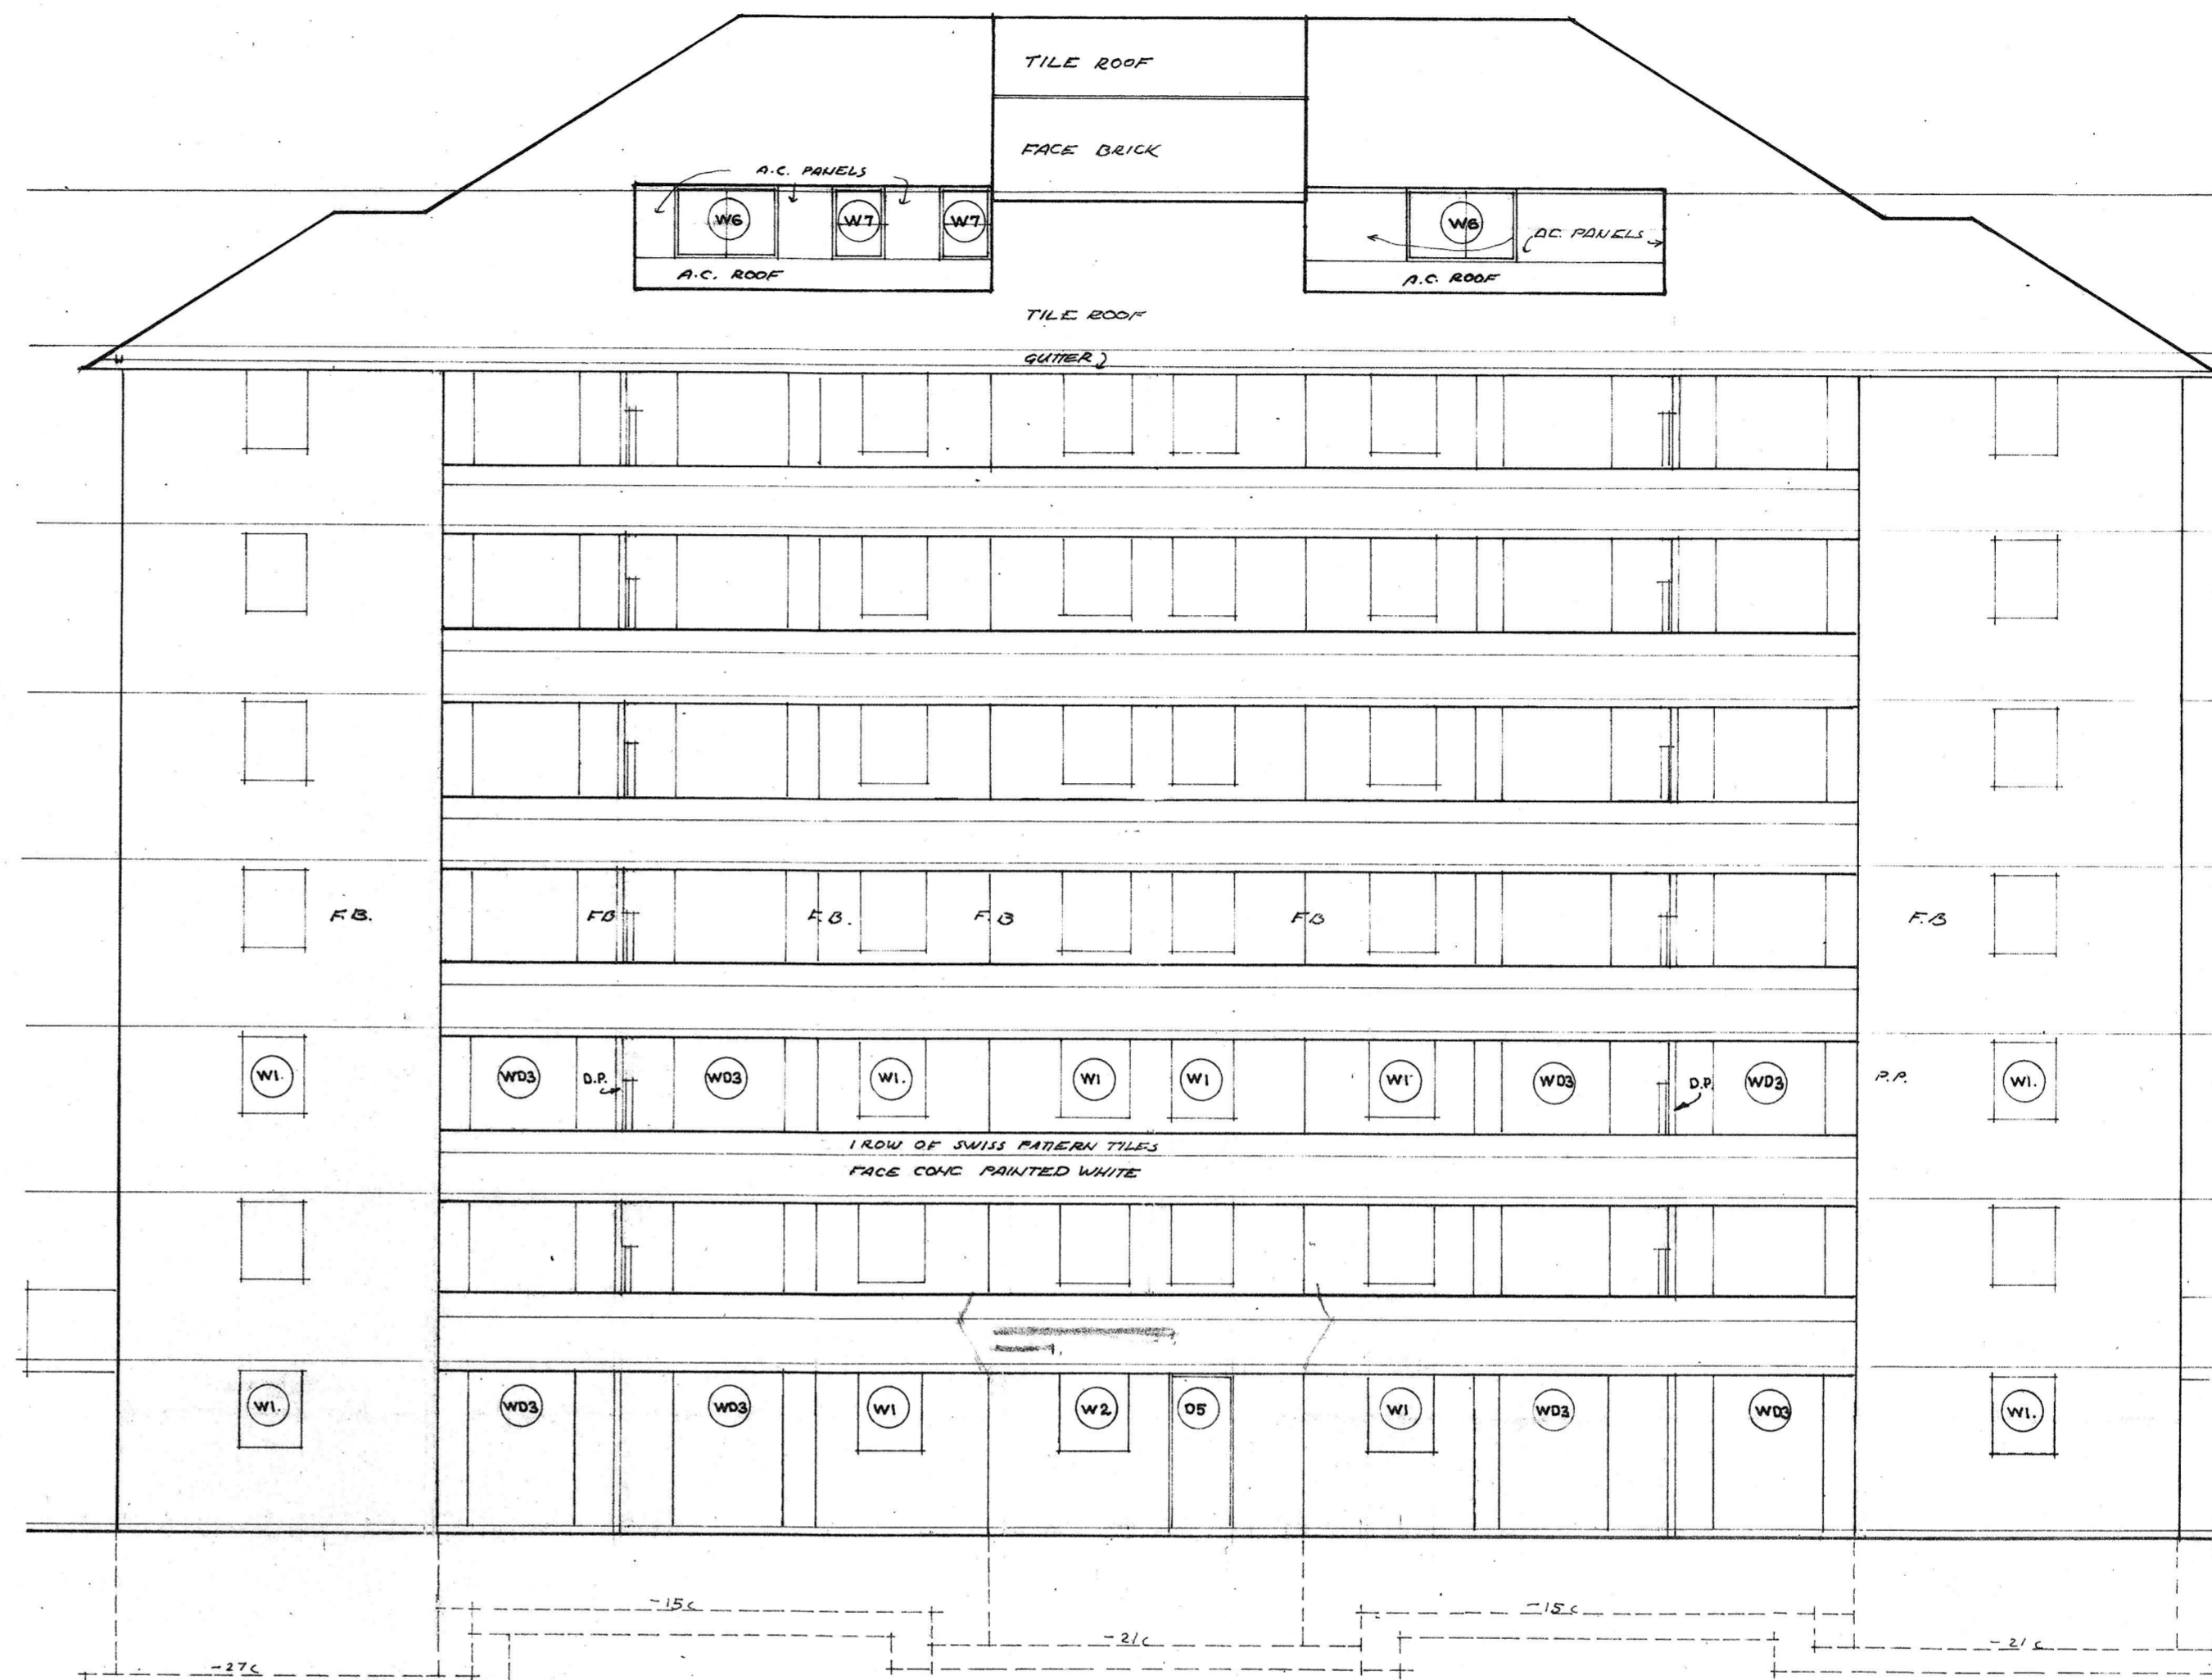 TILE ROOF
FACE BRICK
A.C. PANELS
W6
W7
W7
W6
A.C. PANELS
A.C. ROOF
A.C. ROOF
TILE ROOF
GUTTER
F.B.
FB
F.B.
F.B
FB
F.B
W1.
WD3
D.P.
WD3
W1.
W1
W1
W1
WD3
D.P.
WD3
P.P.
W1.
1 ROW OF SWISS PATTERN TILES
FACE CONC PAINTED WHITE
W1.
WD3
WD3
W1
W2
D5
W1
WD3
WD3
W1.
-15c
-15c
-21c
-21c
-27c